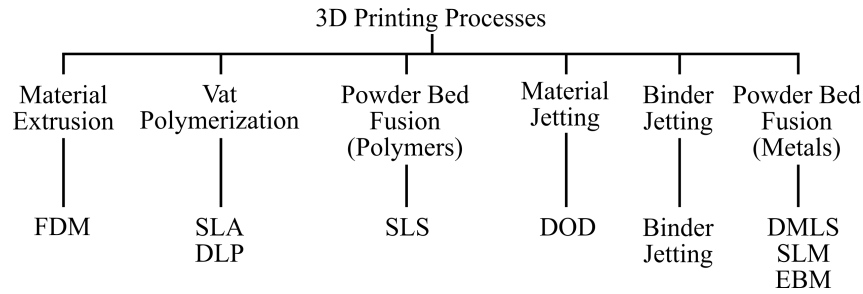 3D Printing Processes
Material
Extrusion
Vat
Polymerization
Powder Bed
Fusion
(Polymers)
Material
Jetting
Binder
Jetting
Powder Bed
Fusion
(Metals)
FDM
SLA
DLP
SLS
DOD
Binder
Jetting
DMLS
SLM
EBM